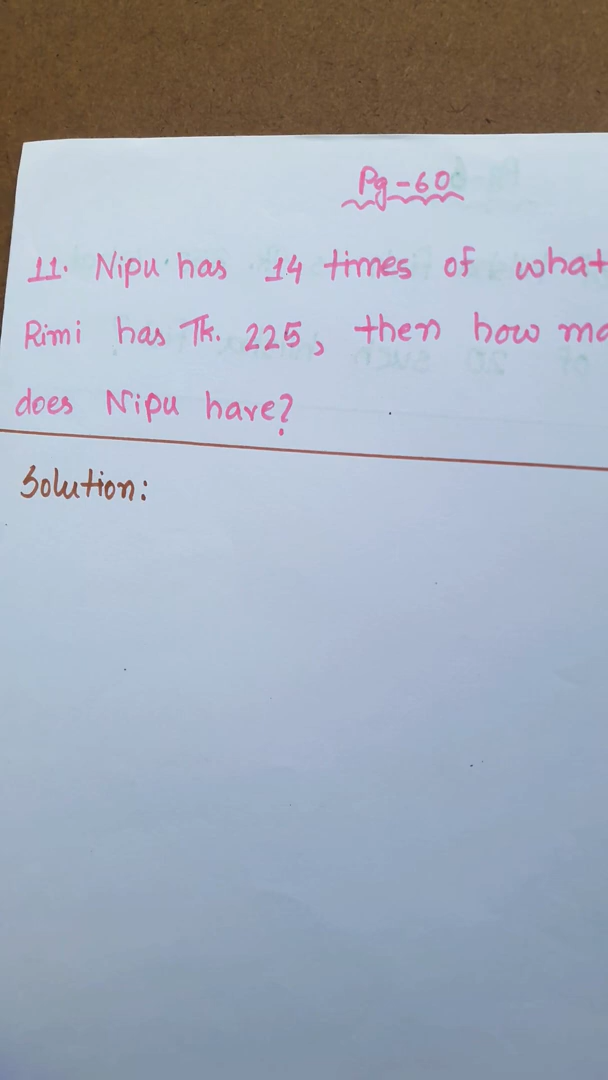 Pg-60
11. Nipu has 14 times of what
Rimi has Tk. 225, then how
does Nipu have?
Solution: